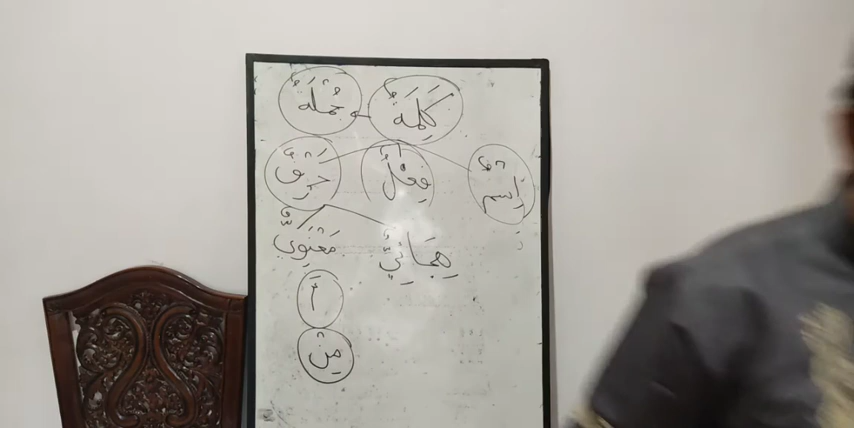 كَلِمَةٌ جُمْلَةٌ
اِسْمٌ فِعْلٌ حَرْفٌ
هِجَائِيٌّ مَعْنَوِيٌّ
أَ
مِنْ